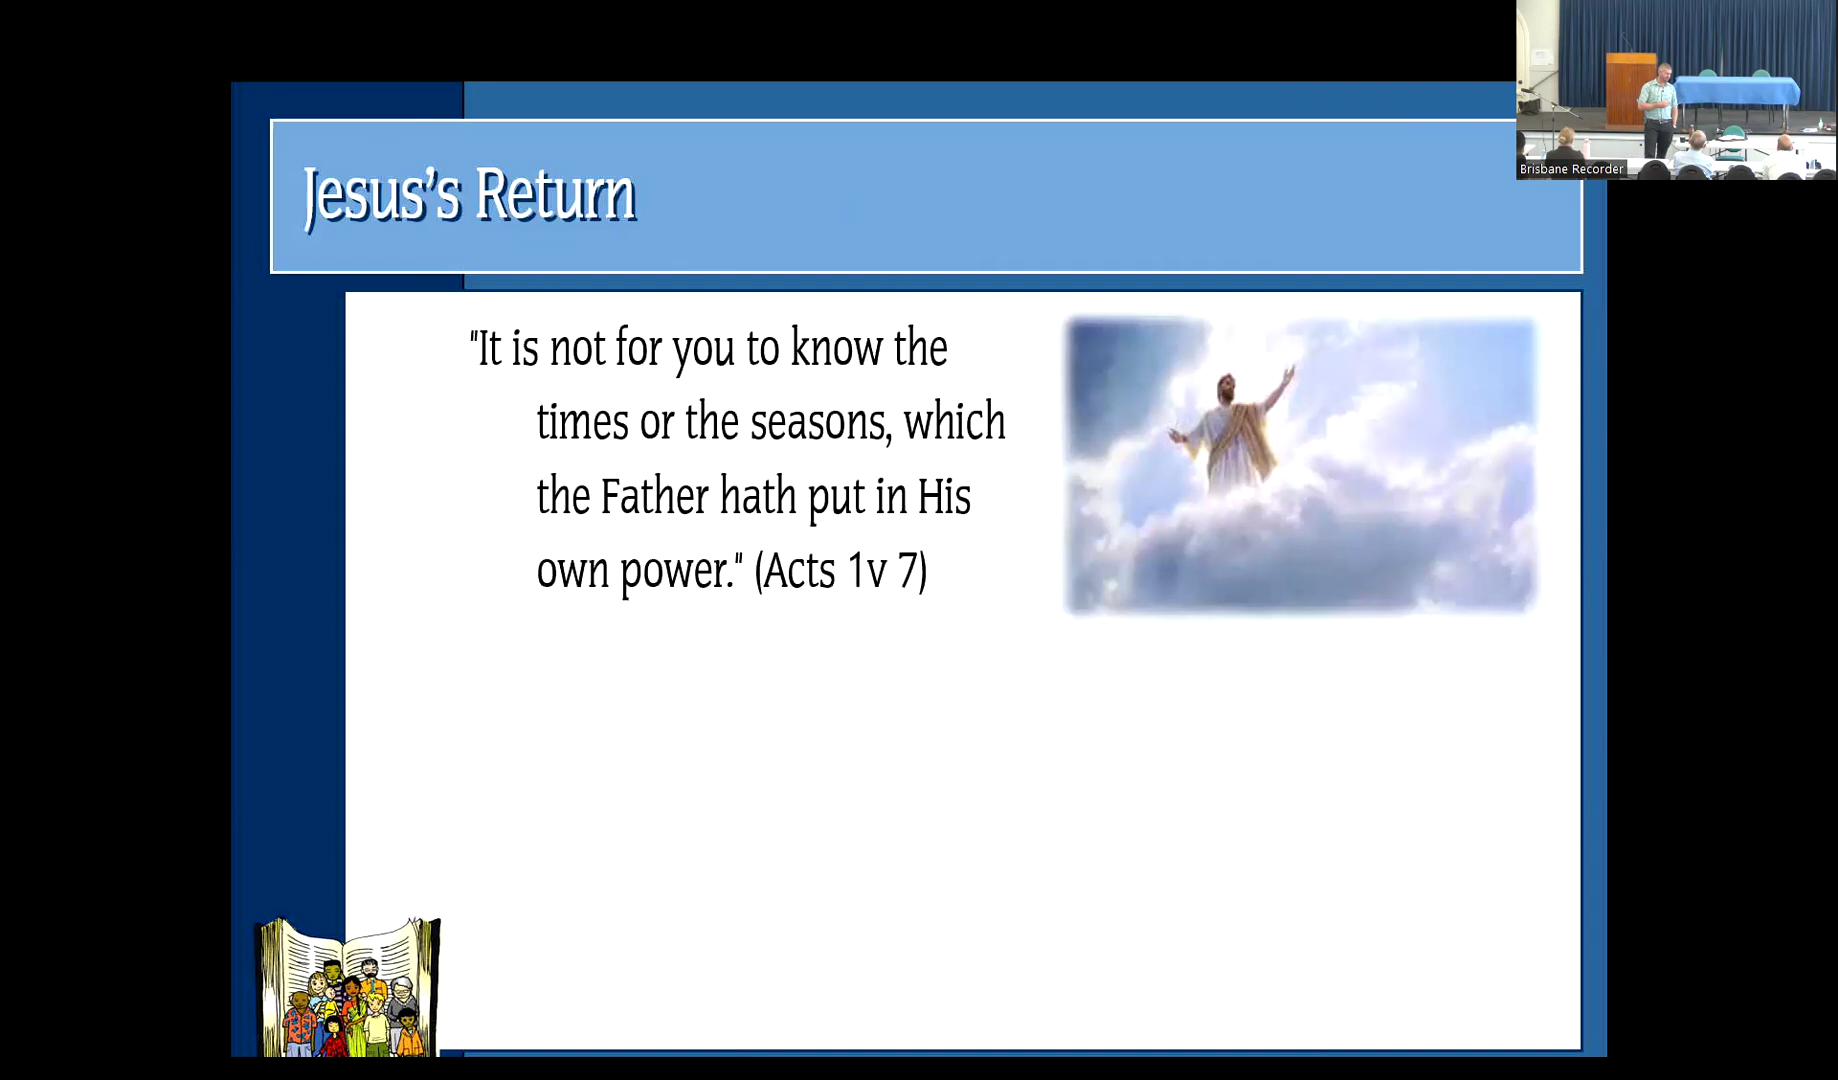 Jesus's Return
"It is not for you to know the
times or the seasons, which
the Father hath put in His
own power." (Acts 1v 7)
Brisbane Recorder